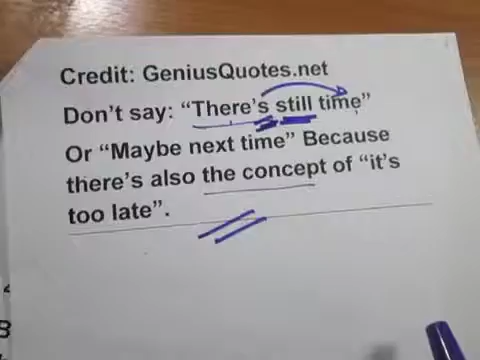 Credit: GeniusQuotes.net
Don't say: "There's still time"
Or "Maybe next time" Because
there's also the concept of "it's
too late".